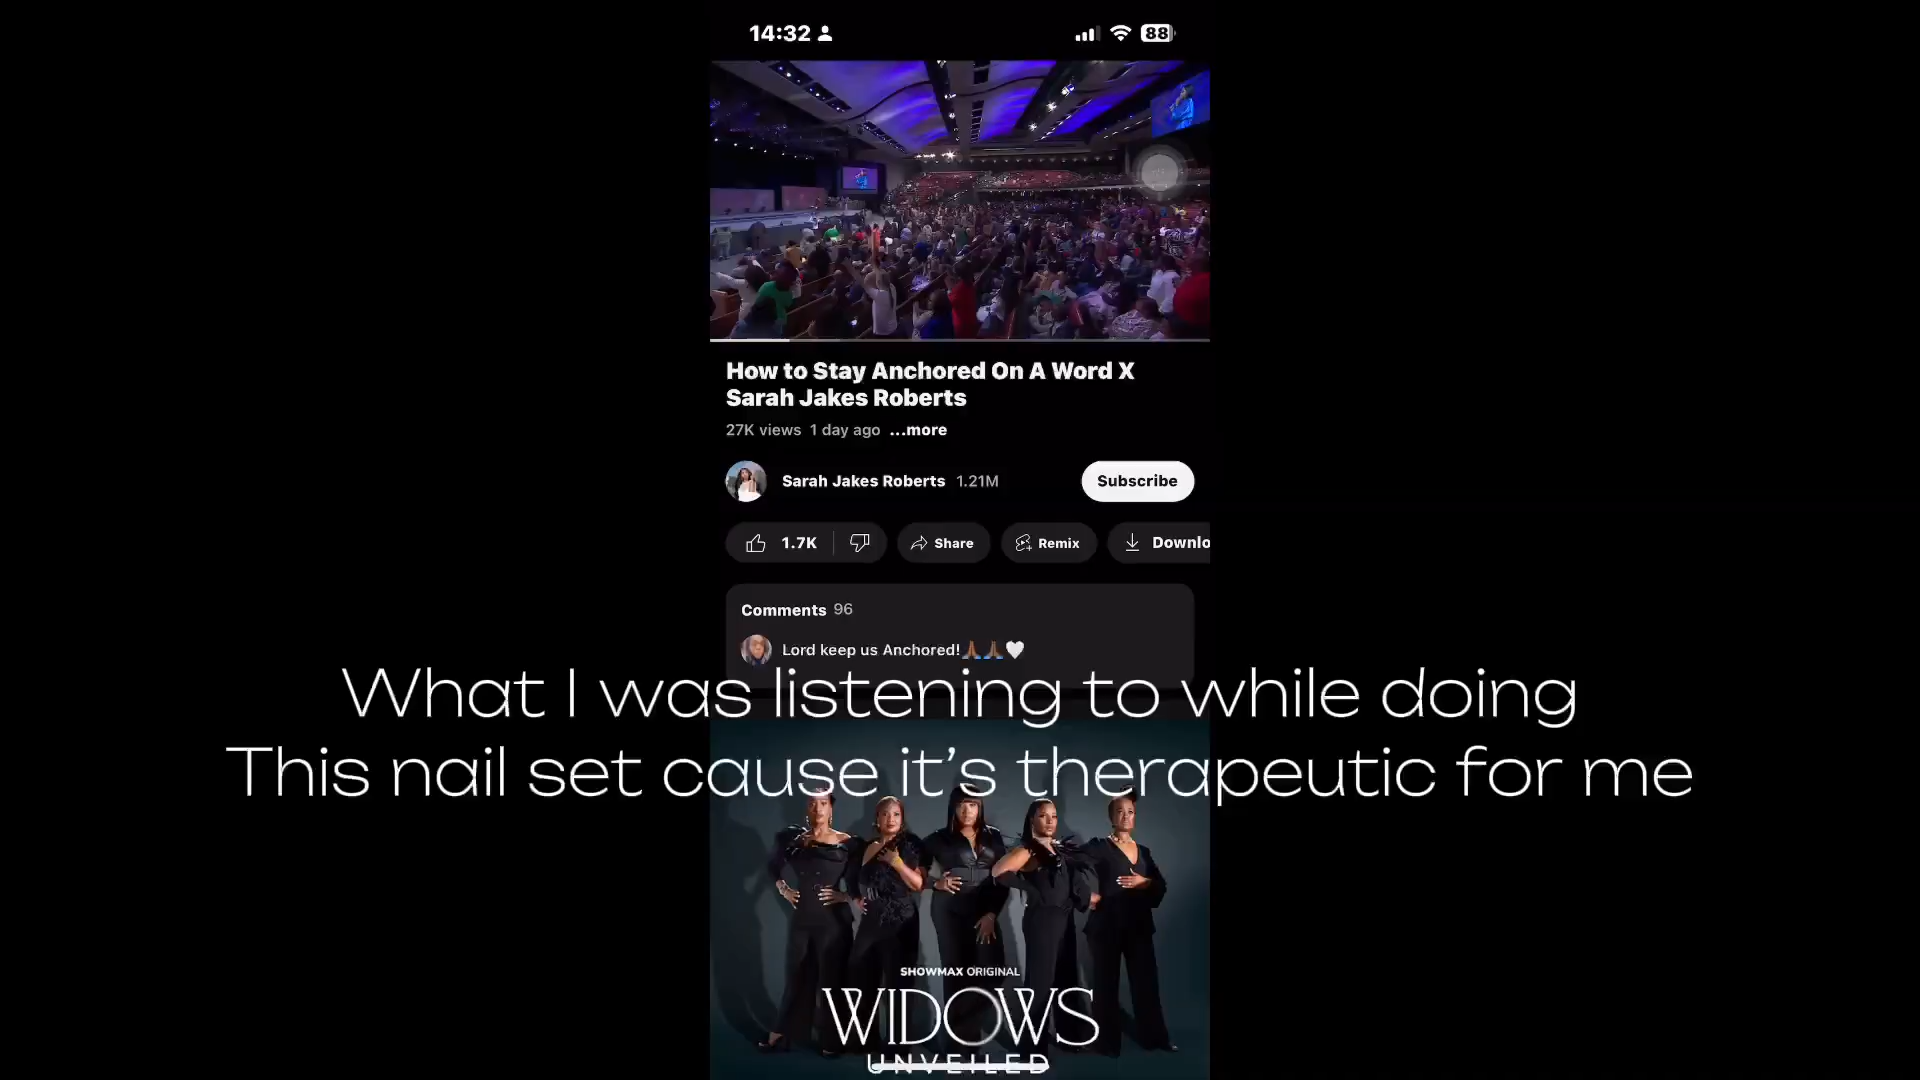 14:32
88
How to Stay Anchored On A Word X
Sarah Jakes Roberts
27K views 1 day ago ...more
Sarah Jakes Roberts 1.21M
Subscribe
1.7K
Share
Remix
Downlo
Comments 96
Lord keep us Anchored!🙏🏾🙏🏾🤍
What I was listening to while doing
This nail set cause it's therapeutic for me
SHOWMAX ORIGINAL
WIDOWS
UNVEILED